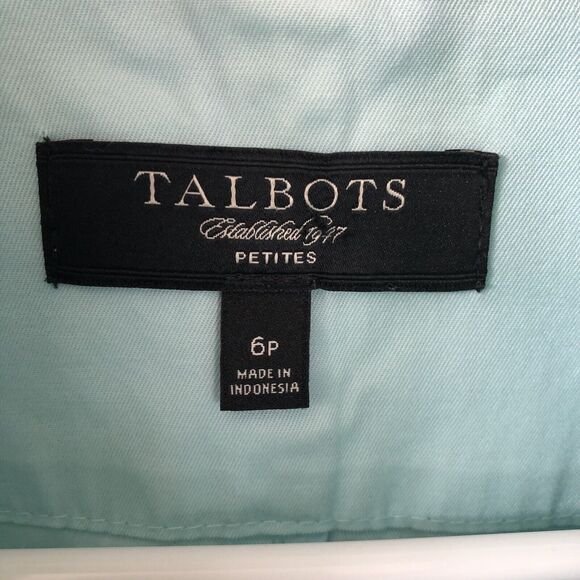 TALBOTS
Established 1947
PETITES
6P
MADE IN
INDONESIA